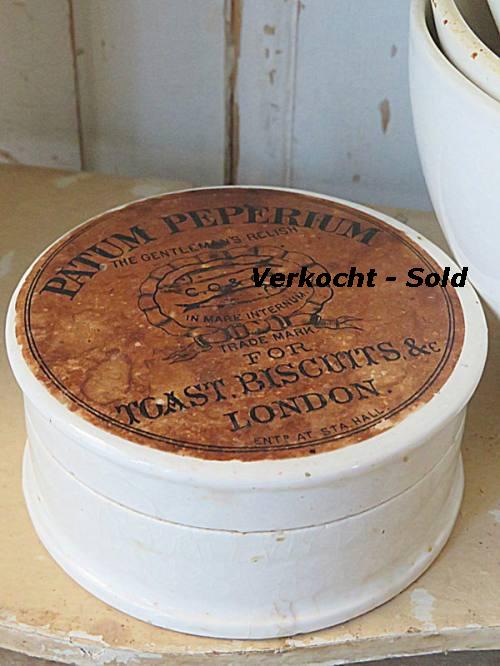 PATUM PEPERIUM
THE GENTLEMAN'S RELISH
C.O &
IN MARK INTERNUM
TRADE MARK
FOR
TOAST. BISCUITS. &c
LONDON.
ENTD AT STA. HALL
Verkocht - Sold